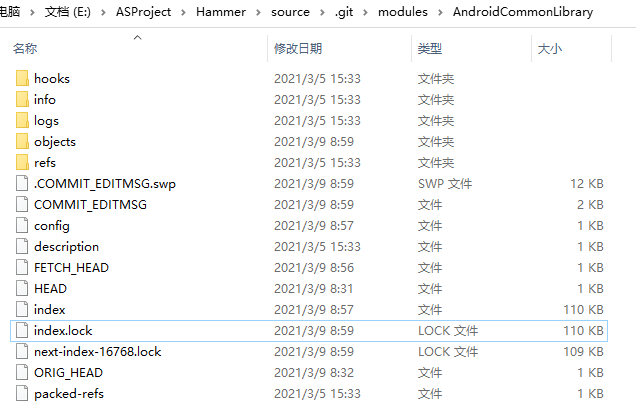 电脑 > 文档 (E:) > ASProject > Hammer > source > .git > modules > AndroidCommonLibrary
名称 修改日期 类型 大小
hooks 2021/3/5 15:33 文件夹
info 2021/3/5 15:33 文件夹
logs 2021/3/5 15:33 文件夹
objects 2021/3/9 8:59 文件夹
refs 2021/3/5 15:33 文件夹
.COMMIT_EDITMSG.swp 2021/3/9 8:59 SWP 文件 12 KB
COMMIT_EDITMSG 2021/3/9 8:59 文件 2 KB
config 2021/3/9 8:57 文件 1 KB
description 2021/3/5 15:33 文件 1 KB
FETCH_HEAD 2021/3/9 8:56 文件 1 KB
HEAD 2021/3/9 8:31 文件 1 KB
index 2021/3/9 8:57 文件 110 KB
index.lock 2021/3/9 8:59 LOCK 文件 110 KB
next-index-16768.lock 2021/3/9 8:59 LOCK 文件 109 KB
ORIG_HEAD 2021/3/9 8:32 文件 1 KB
packed-refs 2021/3/5 15:33 文件 1 KB